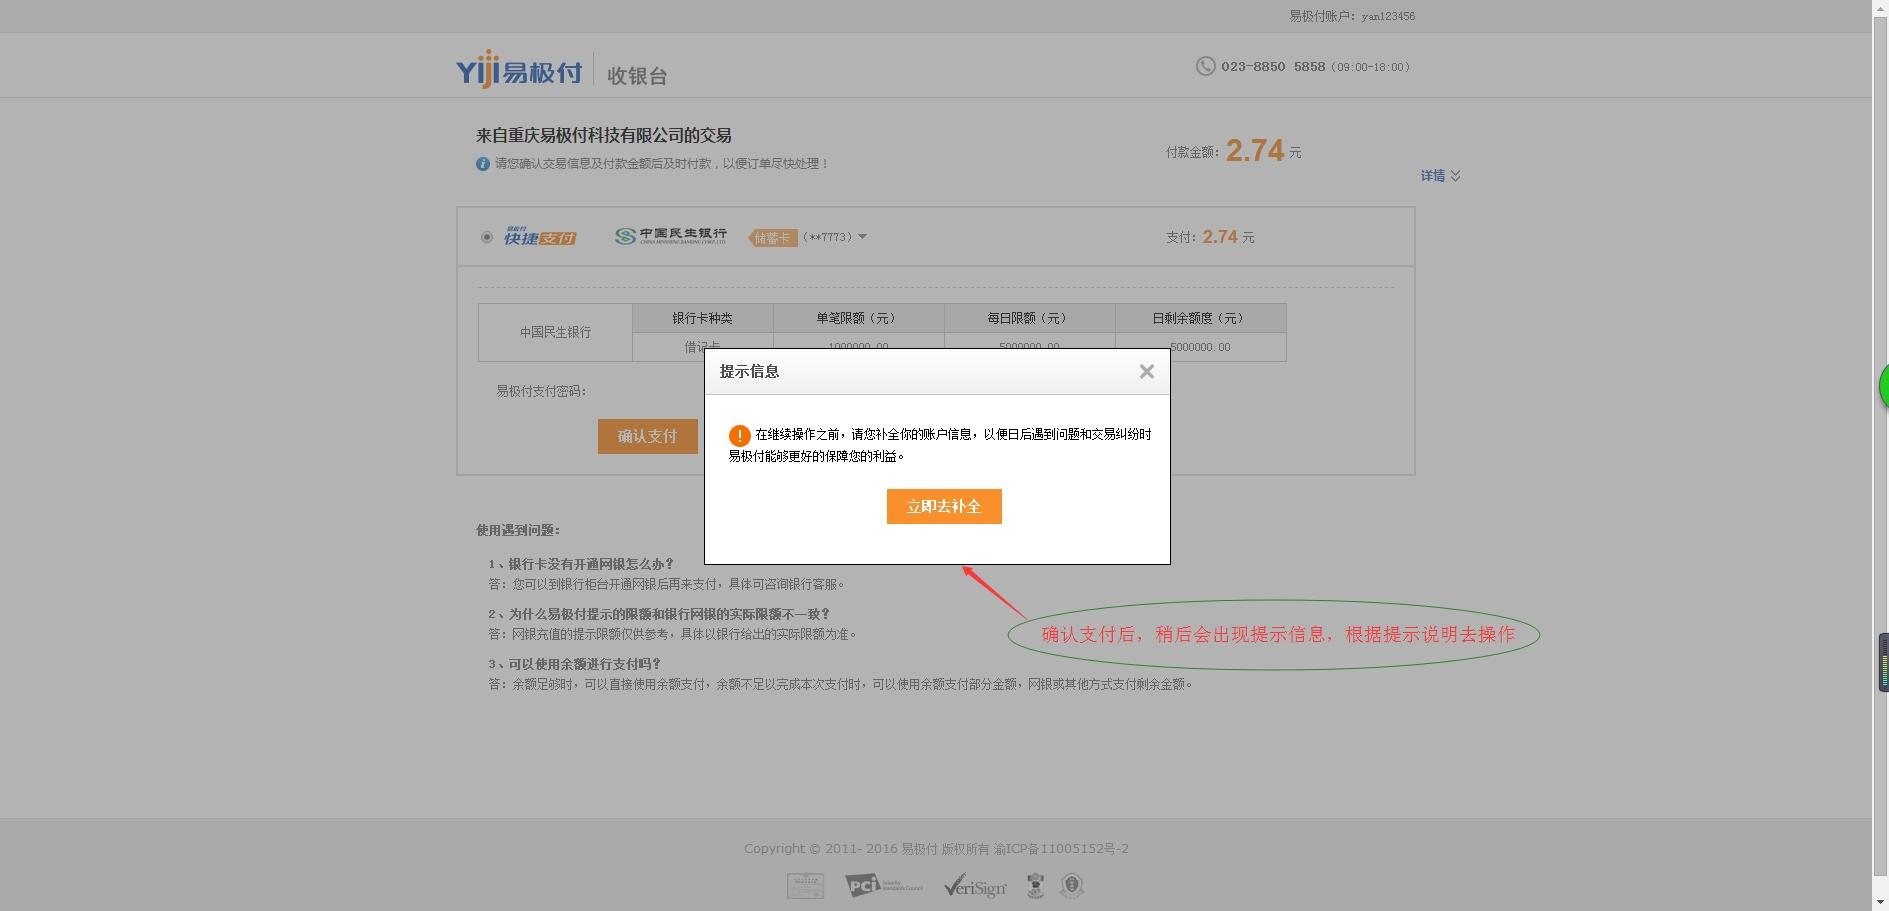 易极付账户：yan123456
Yiji易极付 收银台
023-8850 5858（09:00-18:00）
来自重庆易极付科技有限公司的交易
请您确认交易信息及付款金额后及时付款，以便订单尽快处理！
付款金额：2.74 元
详情
易极付 快捷支付 中国民生银行 CHINA MINSHENG BANKING CORP.,LTD. 储蓄卡 （**7773） 支付：2.74 元
中国民生银行 银行卡种类 单笔限额（元） 每日限额（元） 日剩余额度（元）
借记卡 1000000.00 5000000.00 5000000.00
提示信息
易极付支付密码：
确认支付
在继续操作之前，请您补全你的账户信息，以便日后遇到问题和交易纠纷时
易极付能够更好的保障您的利益。
立即去补全
使用遇到问题：
1、银行卡没有开通网银怎么办？
答：您可以到银行柜台开通网银后再来支付，具体可咨询银行客服。
2、为什么易极付提示的限额和银行网银的实际限额不一致？
答：网银充值的提示限额仅供参考，具体以银行给出的实际限额为准。
确认支付后，稍后会出现提示信息，根据提示说明去操作
3、可以使用余额进行支付吗？
答：余额足够时，可以直接使用余额支付，余额不足以完成本次支付时，可以使用余额支付部分金额，网银或其他方式支付剩余金额。
Copyright © 2011- 2016 易极付 版权所有 渝ICP备11005152号-2
PCI Security Standards Council VeriSign